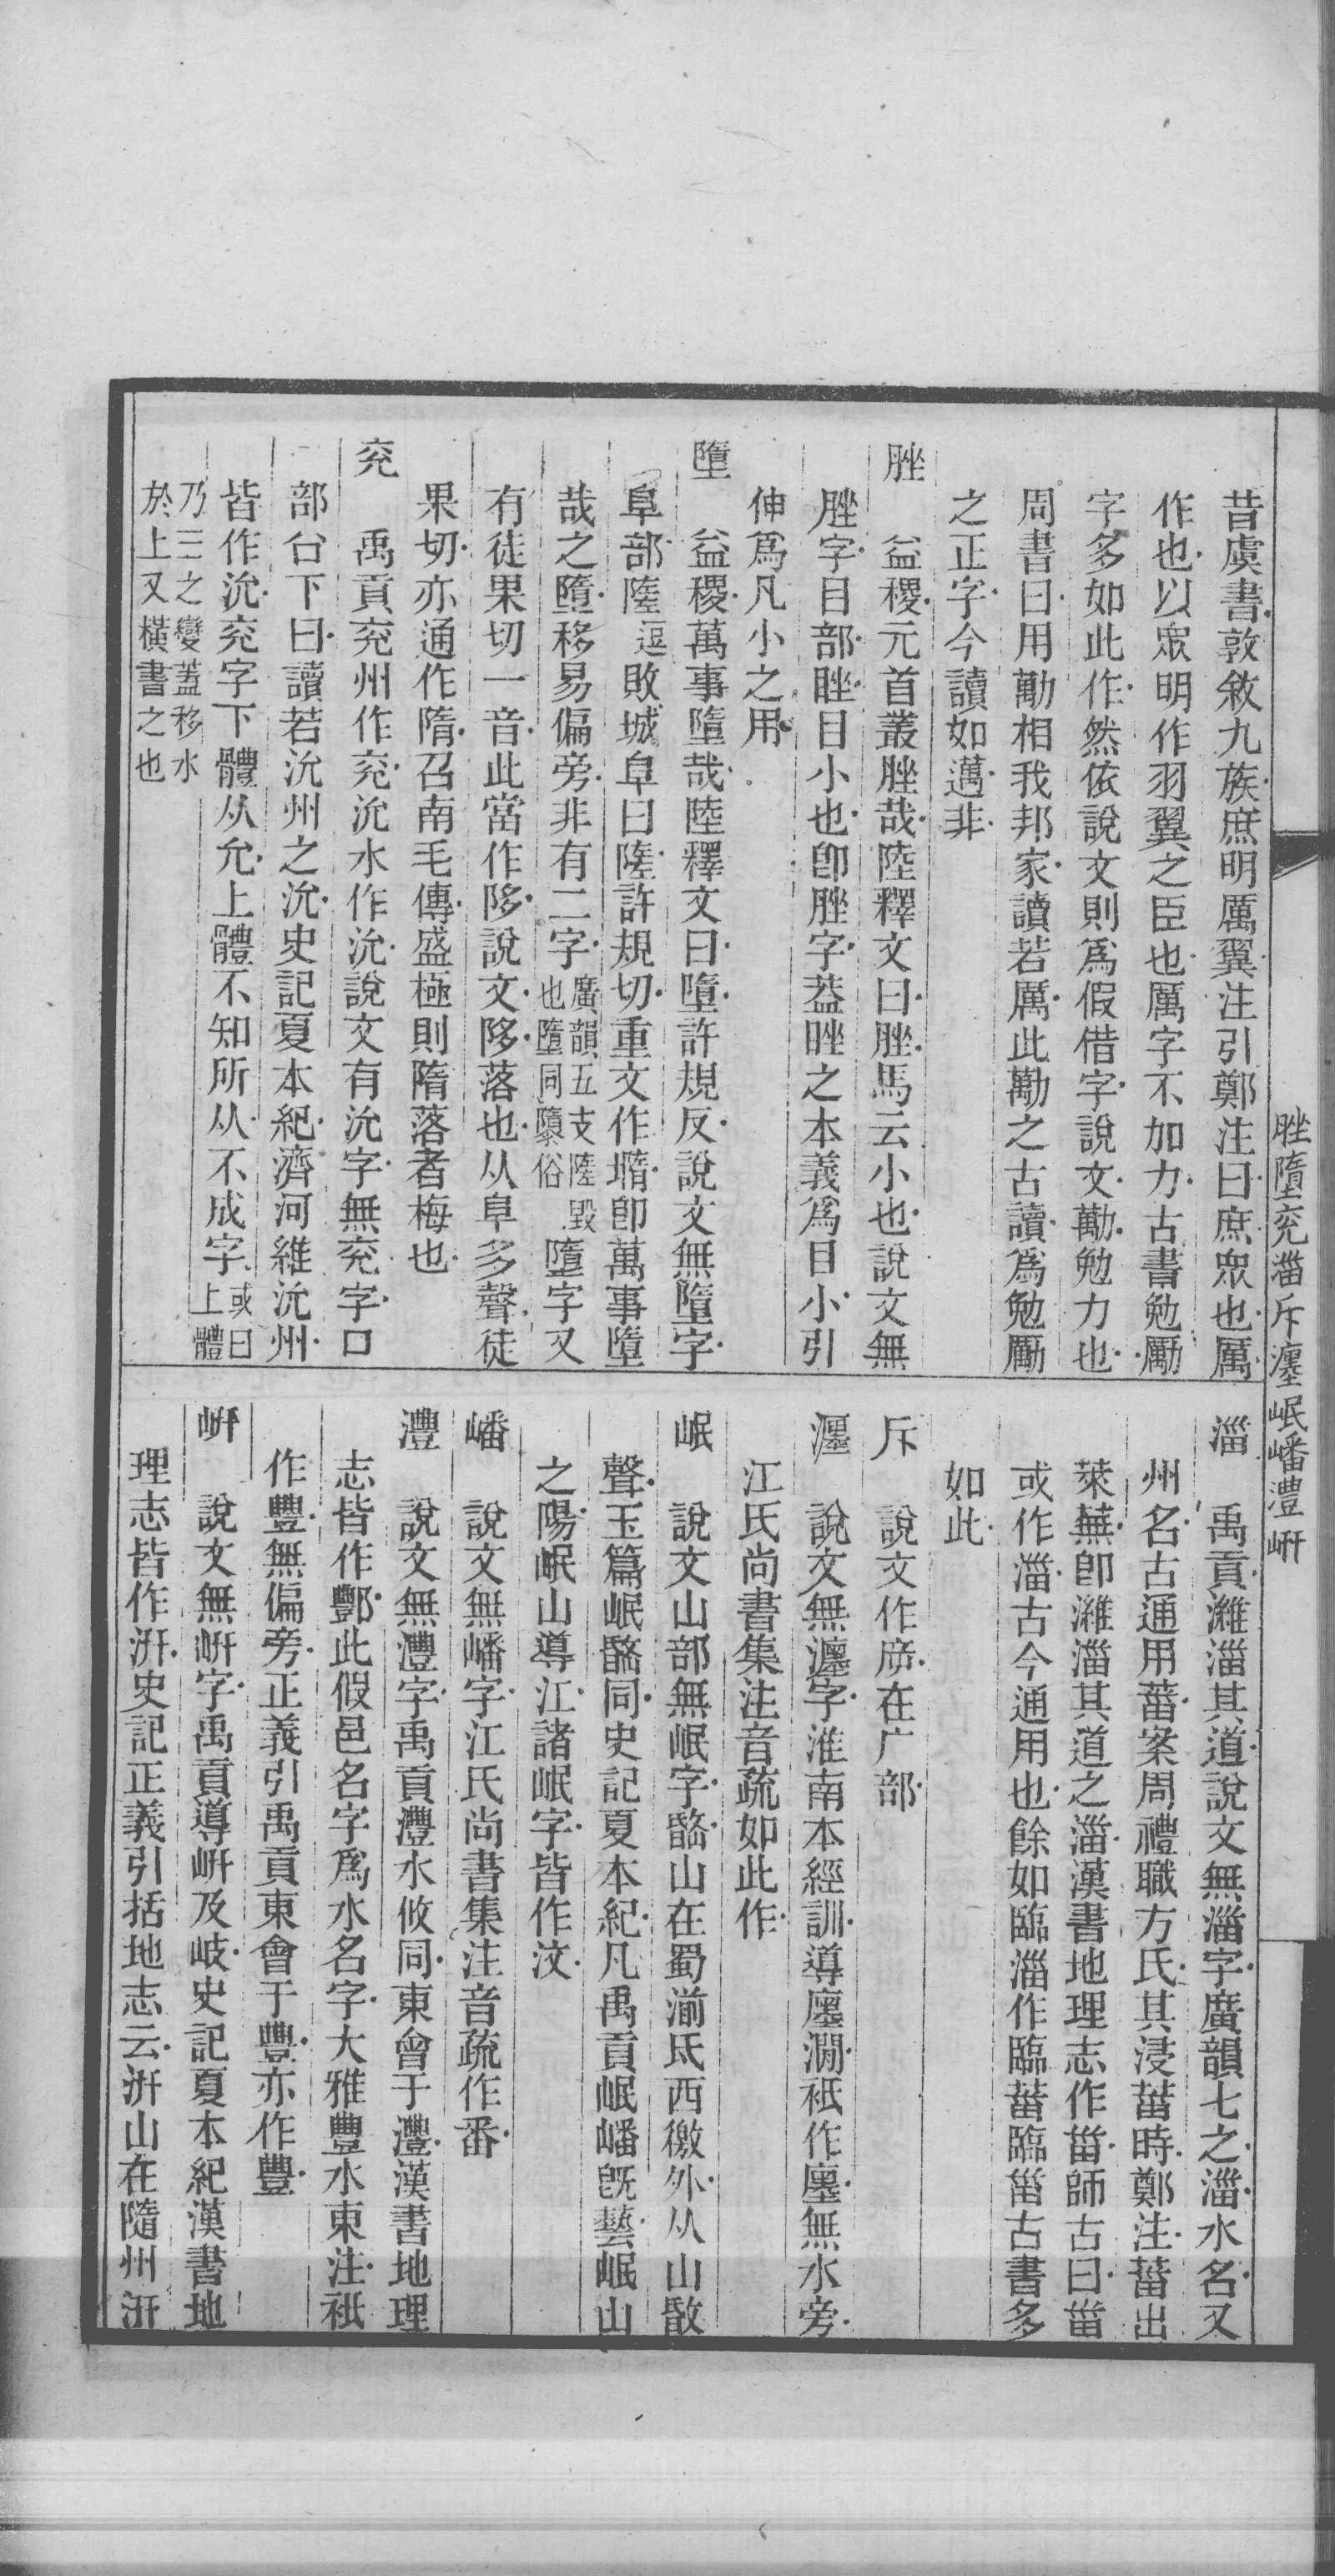 脞墮兖淄斥瀍岷嶓灃岍
昔虞書敦敘九族庶明厲翼注引鄭注曰庶眾也厲
作也以眾明作羽翼之臣也厲字不加力古書勉勵
字多如此作然依說文則爲假借字說文勱勉力也
周書曰用勱相我邦家讀若厲此勱之古讀爲勉勵
之正字今讀如邁非
脞
益稷元首叢脞哉陸釋文曰脞馬云小也說文無
脞字目部睉目小也卽脞字葢睉之本義爲目小引
伸爲凡小之用
墮
益稷萬事墮哉陸釋文曰墮許規反說文無墮字
阜部隓逗敗城阜曰隓許規切重文作墯卽萬事墮
哉之墮移易偏旁非有二字廣韻五支隓毀也墮同隳俗墮字又
有徒果切一音此當作陊說文陊落也从阜多聲徒
果切亦通作隋召南毛傳盛極則隋落者梅也
兖
禹貢兖州作兖沇水作沇說文有沇字無兖字口
部台下曰讀若沇州之沇史記夏本紀濟河維沇州
皆作沇兖字下體从允上體不知所从不成字或曰上體
乃三之變蓋移水
於上又橫書之也
淄
禹貢濰淄其道說文無淄字廣韻七之淄水名又
州名古通用菑案周禮職方氏其浸菑時鄭注菑出
萊蕪卽濰淄其道之淄漢書地理志作甾師古曰甾
或作淄古今通用也餘如臨淄作臨菑臨甾古書多
如此
斥
說文作㡿在广部
瀍
說文無瀍字淮南本經訓導廛澗祇作廛無水旁
江氏尚書集注音疏如此作
岷
說文山部無岷字𢾾山在蜀湔氐西徼外从山敃
聲玉篇岷𢾾同史記夏本紀凡禹貢岷嶓旣藝岷山
之陽岷山導江諸岷字皆作汶
嶓
說文無嶓字江氏尚書集注音疏作番
灃
說文無灃字禹貢灃水攸同東會于灃漢書地理
志皆作酆此假邑名字爲水名字大雅豐水東注祇
作豐無偏旁正義引禹貢東會于豐亦作豐
岍
說文無岍字禹貢導岍及岐史記夏本紀漢書地
理志皆作汧史記正義引括地志云汧山在隨州汧